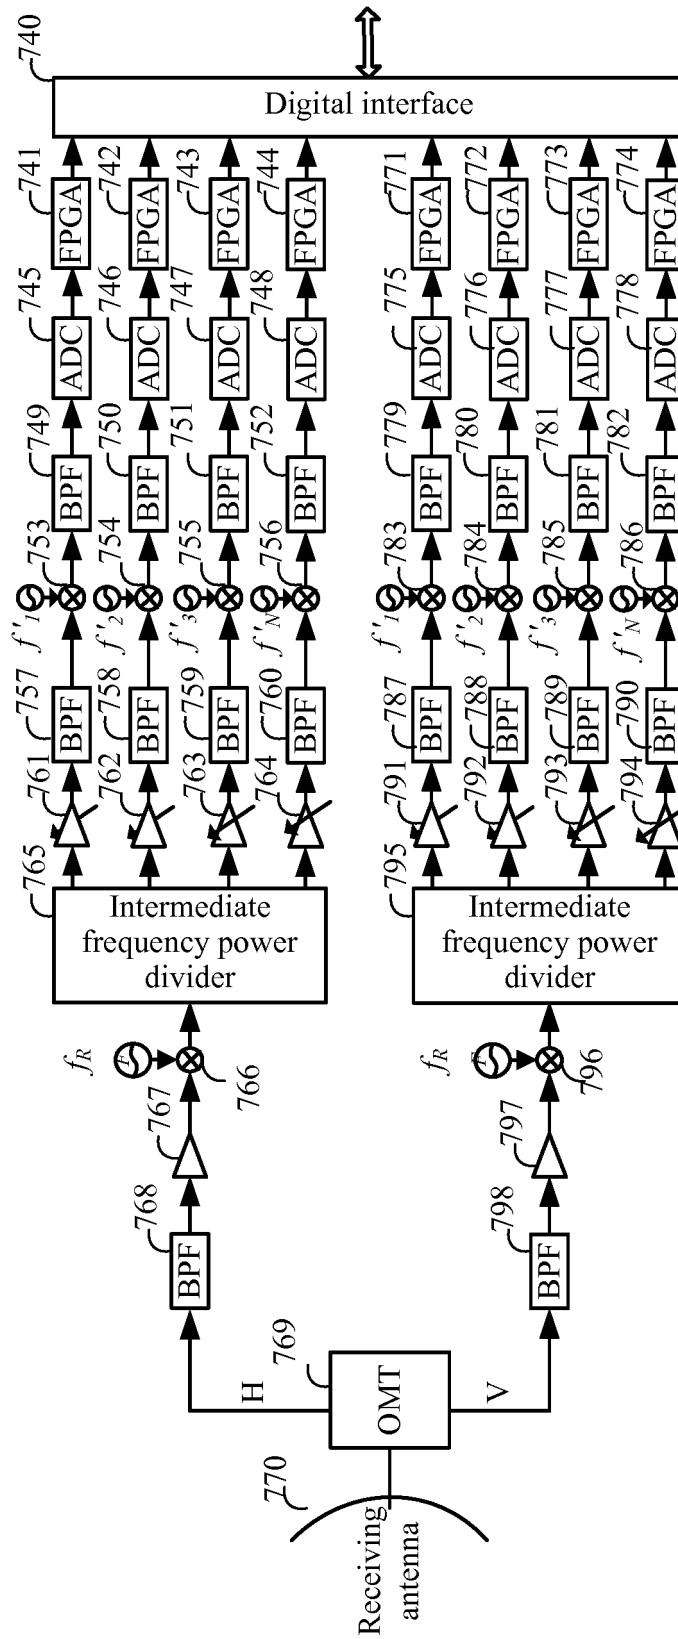 740
Digital interface
741
FPGA
742
FPGA
743
FPGA
744
FPGA
771
FPGA
772
FPGA
773
FPGA
774
FPGA
745
ADC
746
ADC
747
ADC
748
ADC
775
ADC
776
ADC
777
ADC
778
ADC
749
BPF
750
BPF
751
BPF
752
BPF
779
BPF
780
BPF
781
BPF
782
BPF
753
f'1
754
f'2
755
f'3
756
f'N
783
f'1
784
f'2
785
f'3
786
f'N
757
BPF
758
BPF
759
BPF
760
BPF
787
BPF
788
BPF
789
BPF
790
BPF
761
762
763
764
791
792
793
794
765
Intermediate
frequency power
divider
795
Intermediate
frequency power
divider
fR
F
766
fR
F
796
767
797
768
BPF
798
BPF
H
769
OMT
V
770
Receiving
antenna